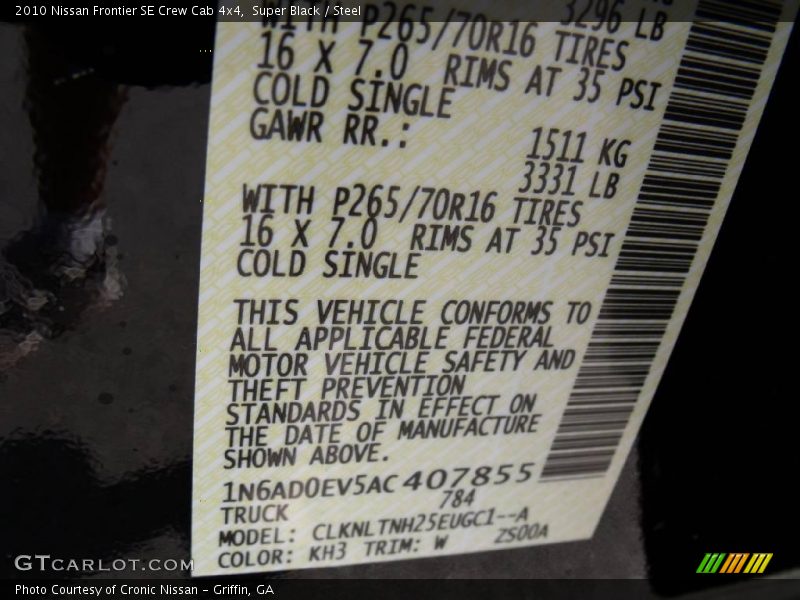 2010 Nissan Frontier SE Crew Cab 4x4, Super Black / Steel
3296 LB
WITH P265/70R16 TIRES
16 X 7.0 RIMS AT 35 PSI
COLD SINGLE
GAWR RR.:
1511 KG
3331 LB
WITH P265/70R16 TIRES
16 X 7.0 RIMS AT 35 PSI
COLD SINGLE
THIS VEHICLE CONFORMS TO
ALL APPLICABLE FEDERAL
MOTOR VEHICLE SAFETY AND
THEFT PREVENTION
STANDARDS IN EFFECT ON
THE DATE OF MANUFACTURE
SHOWN ABOVE.
1N6AD0EV5AC407855
TRUCK 784
MODEL: CLKNLTNH25EUGC1--A
COLOR: KH3 TRIM: W ZS00A
GTCARLOT.COM
Photo Courtesy of Cronic Nissan - Griffin, GA